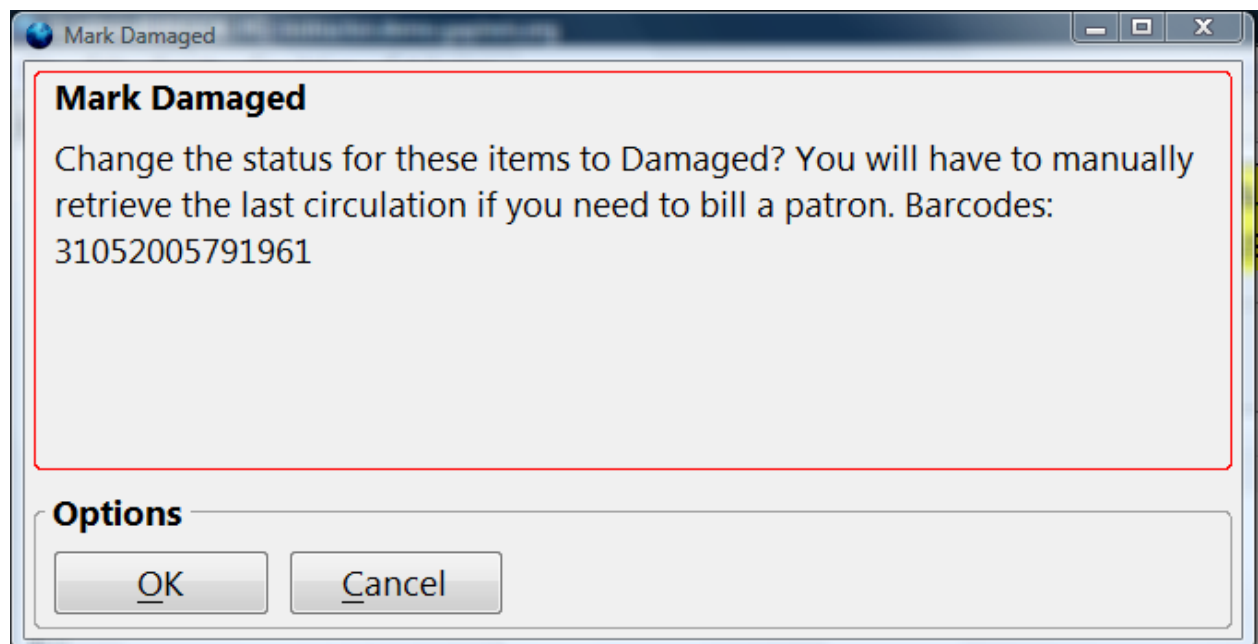 Mark Damaged
Mark Damaged
Change the status for these items to Damaged? You will have to manually
retrieve the last circulation if you need to bill a patron. Barcodes:
31052005791961
Options
OK
Cancel